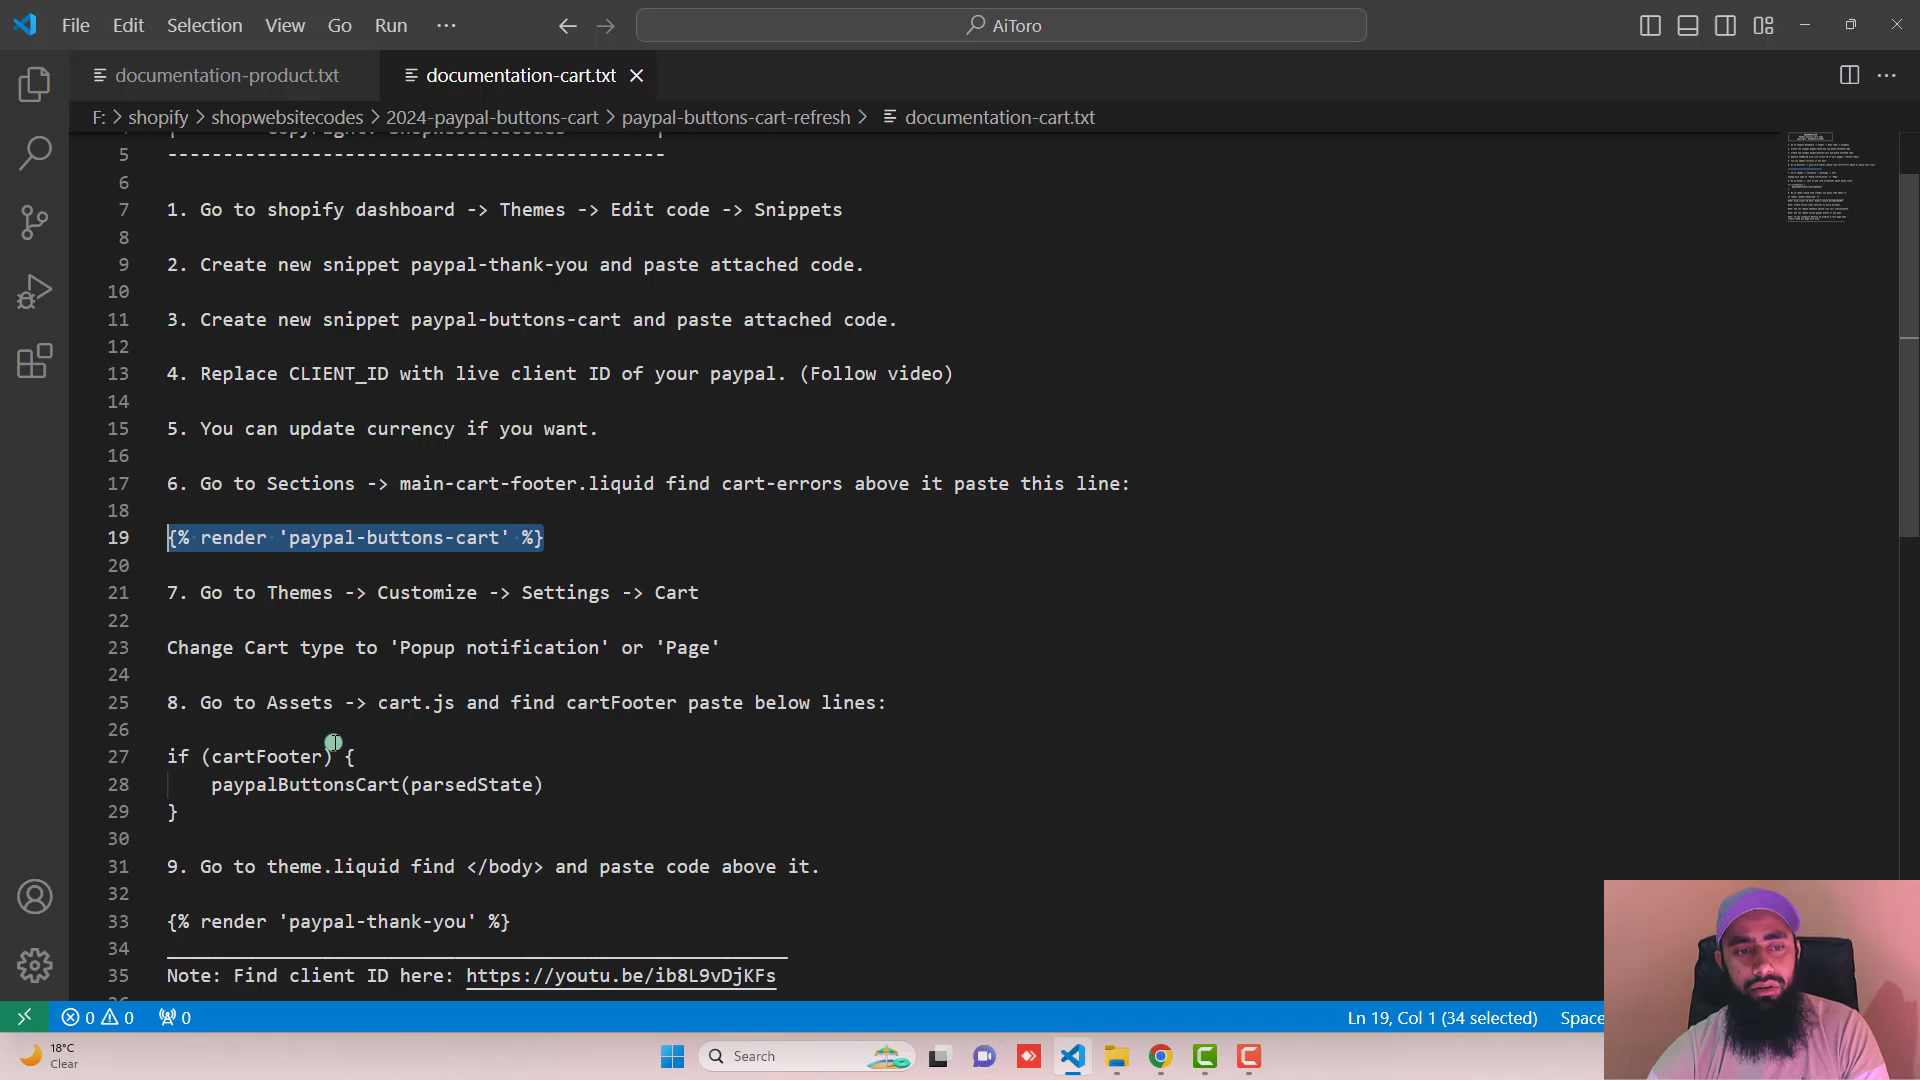 File Edit Selection View Go Run ···
AiToro
documentation-product.txt
documentation-cart.txt
F: > shopify > shopwebsitecodes > 2024-paypal-buttons-cart > paypal-buttons-cart-refresh > documentation-cart.txt
5 ---------------------------------------------
6
7 1. Go to shopify dashboard -> Themes -> Edit code -> Snippets
8
9 2. Create new snippet paypal-thank-you and paste attached code.
10
11 3. Create new snippet paypal-buttons-cart and paste attached code.
12
13 4. Replace CLIENT_ID with live client ID of your paypal. (Follow video)
14
15 5. You can update currency if you want.
16
17 6. Go to Sections -> main-cart-footer.liquid find cart-errors above it paste this line:
18
19 {% render 'paypal-buttons-cart' %}
20
21 7. Go to Themes -> Customize -> Settings -> Cart
22
23 Change Cart type to 'Popup notification' or 'Page'
24
25 8. Go to Assets -> cart.js and find cartFooter paste below lines:
26
27 if (cartFooter) {
28 paypalButtonsCart(parsedState)
29 }
30
31 9. Go to theme.liquid find </body> and paste code above it.
32
33 {% render 'paypal-thank-you' %}
34 ________________________________________________________
35 Note: Find client ID here: https://youtu.be/ib8L9vDjKFs
0 0 0
Ln 19, Col 1 (34 selected) Space
18°C
Clear
Search